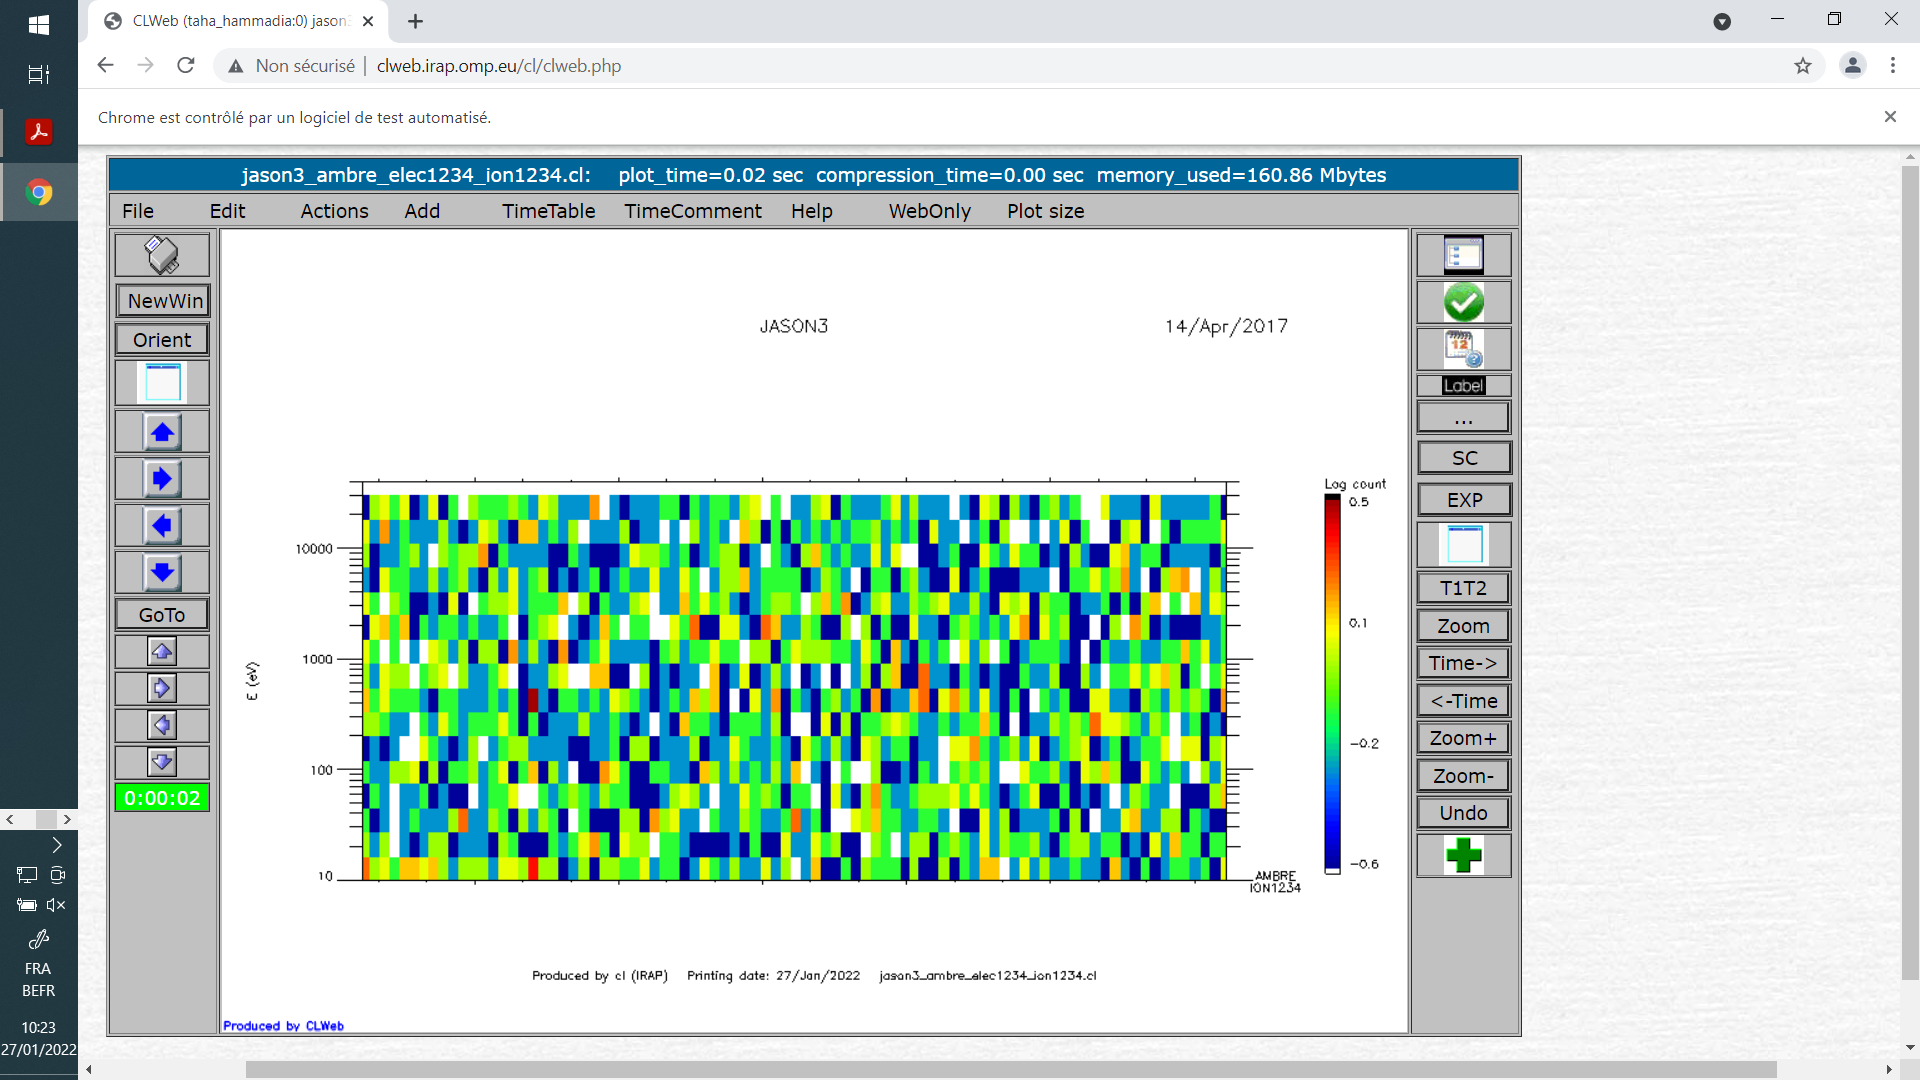 CLWeb (taha_hammadia:0) jason3
Non sécurisé | clweb.irap.omp.eu/cl/clweb.php
Chrome est contrôlé par un logiciel de test automatisé.
jason3_ambre_elec1234_ion1234.cl: plot_time=0.02 sec compression_time=0.00 sec memory_used=160.86 Mbytes
File Edit Actions Add TimeTable TimeComment Help WebOnly Plot size
NewWin
Orient
GoTo
0:00:02
JASON3 14/Apr/2017
Log count
0.5
0.1
-0.2
-0.6
10000
1000
100
10
E (eV)
AMBRE
ION1234
Produced by cl (IRAP) Printing date: 27/Jan/2022 jason3_ambre_elec1234_ion1234.cl
Produced by CLWeb
12
Label
...
SC
EXP
T1T2
Zoom
Time->
<-Time
Zoom+
Zoom-
Undo
FRA
BEFR
10:23
27/01/2022